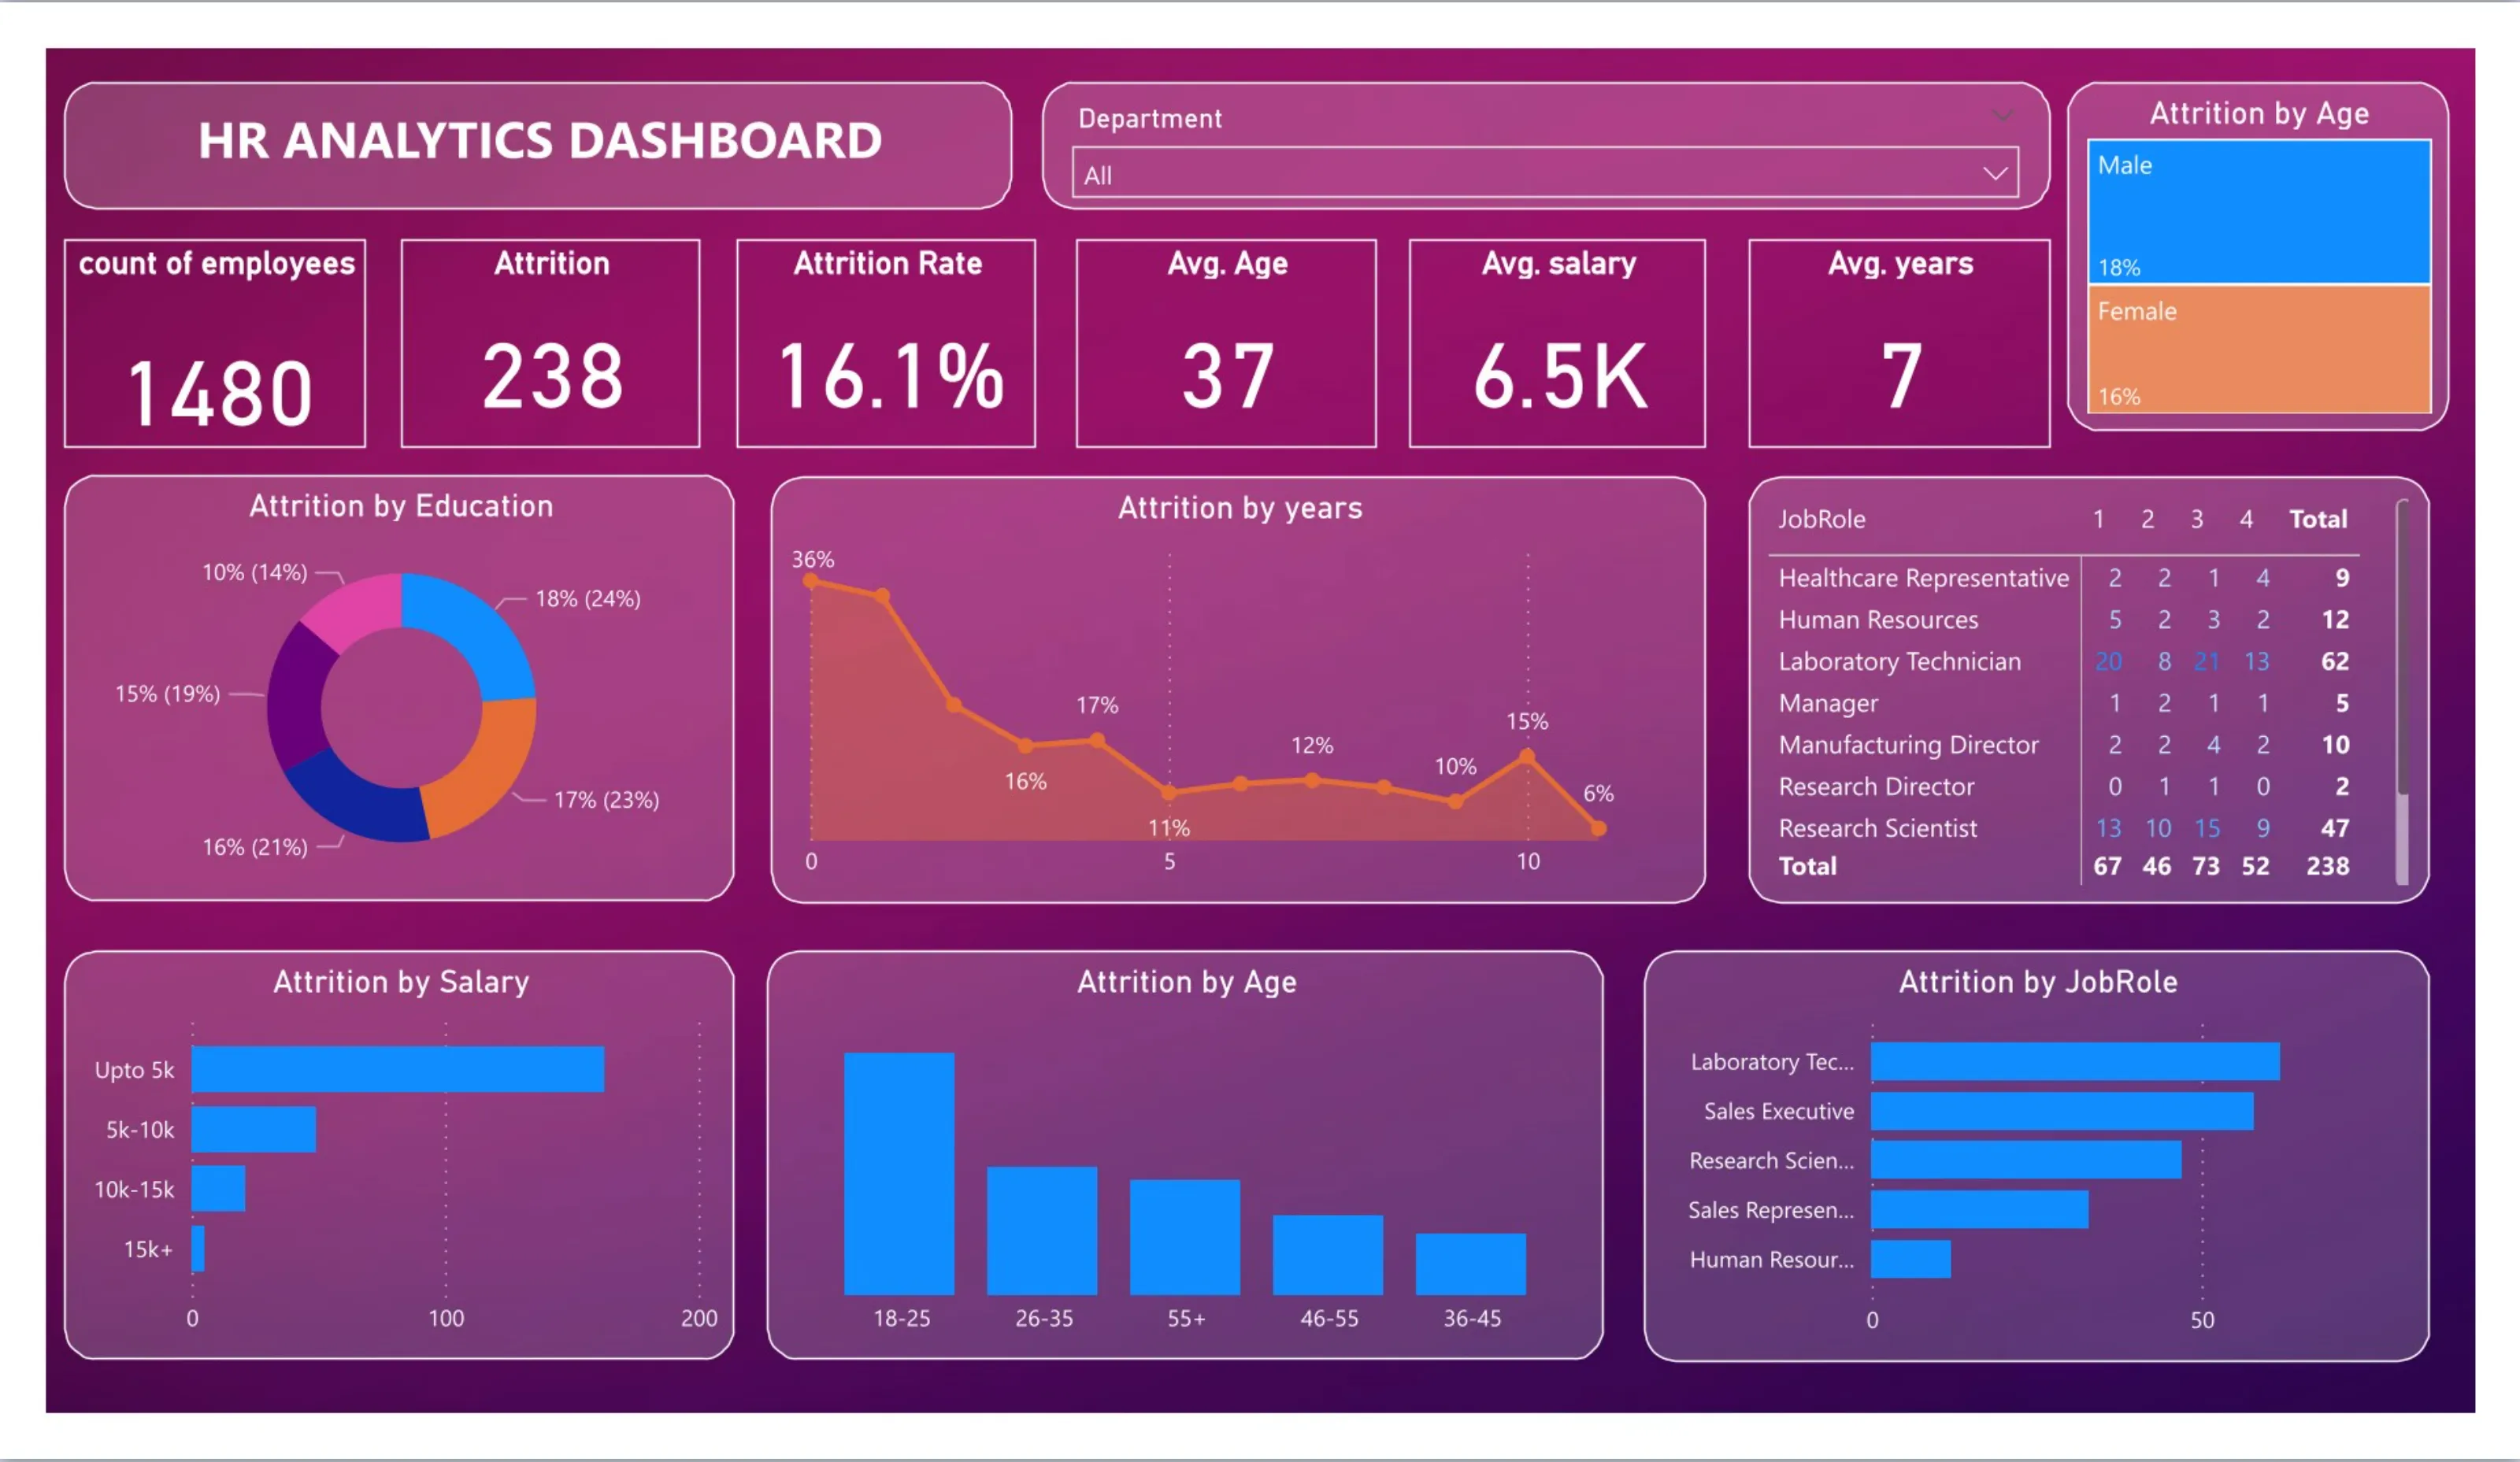 HR ANALYTICS DASHBOARD
Department
All
Attrition by Age
Male
18%
Female
16%
count of employees
1480
Attrition
238
Attrition Rate
16.1%
Avg. Age
37
Avg. salary
6.5K
Avg. years
7
Attrition by Education
10% (14%)
18% (24%)
15% (19%)
17% (23%)
16% (21%)
Attrition by years
36%
17%
16%
11%
12%
10%
15%
6%
0 5 10
JobRole 1 2 3 4 Total
Healthcare Representative 2 2 1 4 9
Human Resources 5 2 3 2 12
Laboratory Technician 20 8 21 13 62
Manager 1 2 1 1 5
Manufacturing Director 2 2 4 2 10
Research Director 0 1 1 0 2
Research Scientist 13 10 15 9 47
Total 67 46 73 52 238
Attrition by Salary
Upto 5k
5k-10k
10k-15k
15k+
0 100 200
Attrition by Age
18-25 26-35 55+ 46-55 36-45
Attrition by JobRole
Laboratory Tec...
Sales Executive
Research Scien...
Sales Represen...
Human Resour...
0 50